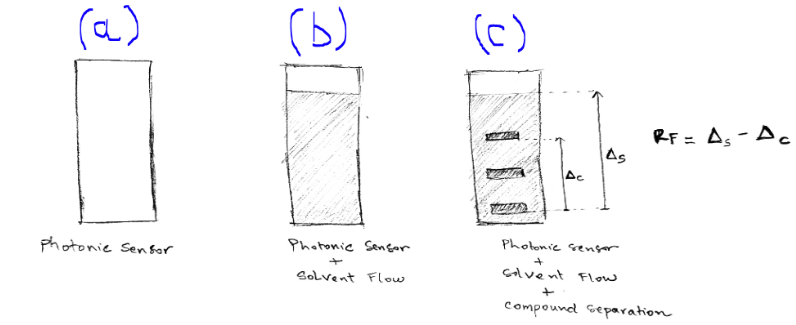 (a)
(b)
(c)
Δs
Δc
RF = Δs - Δc
Photonic Sensor
Photonic Sensor
+
Solvent Flow
Photonic sensor
+
Solvent Flow
+
Compound Separation